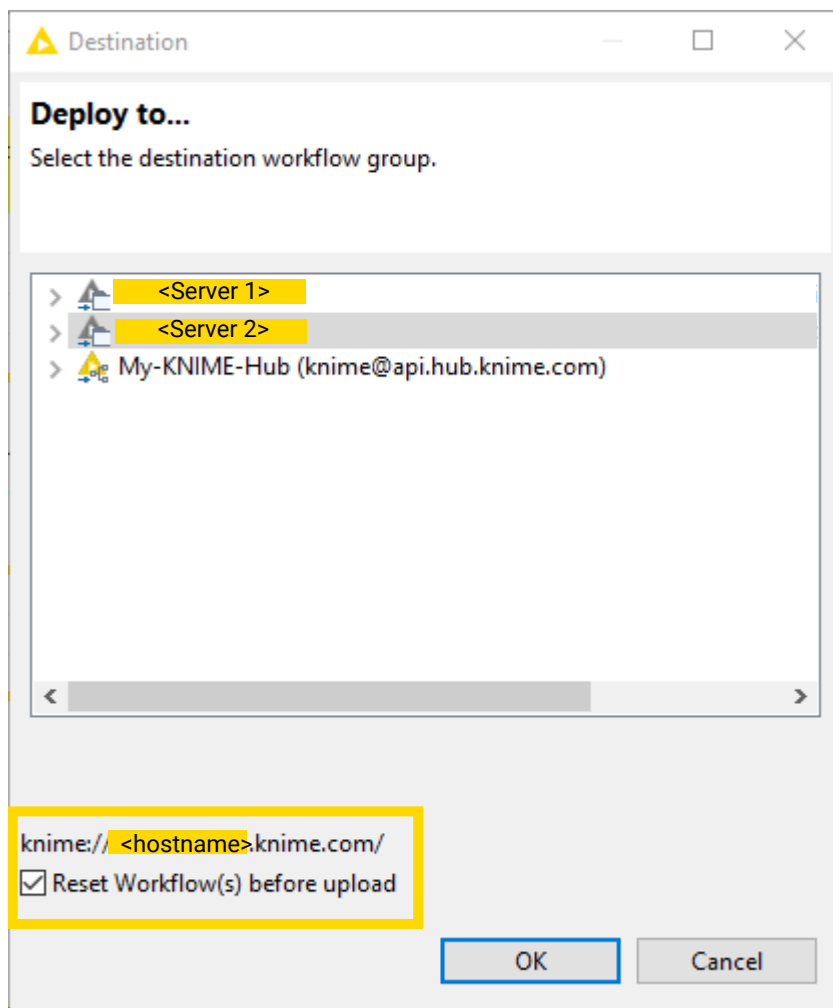 Destination
Deploy to...
Select the destination workflow group.
<Server 1>
<Server 2>
My-KNIME-Hub (knime@api.hub.knime.com)
knime://<hostname>.knime.com/
Reset Workflow(s) before upload
OK
Cancel